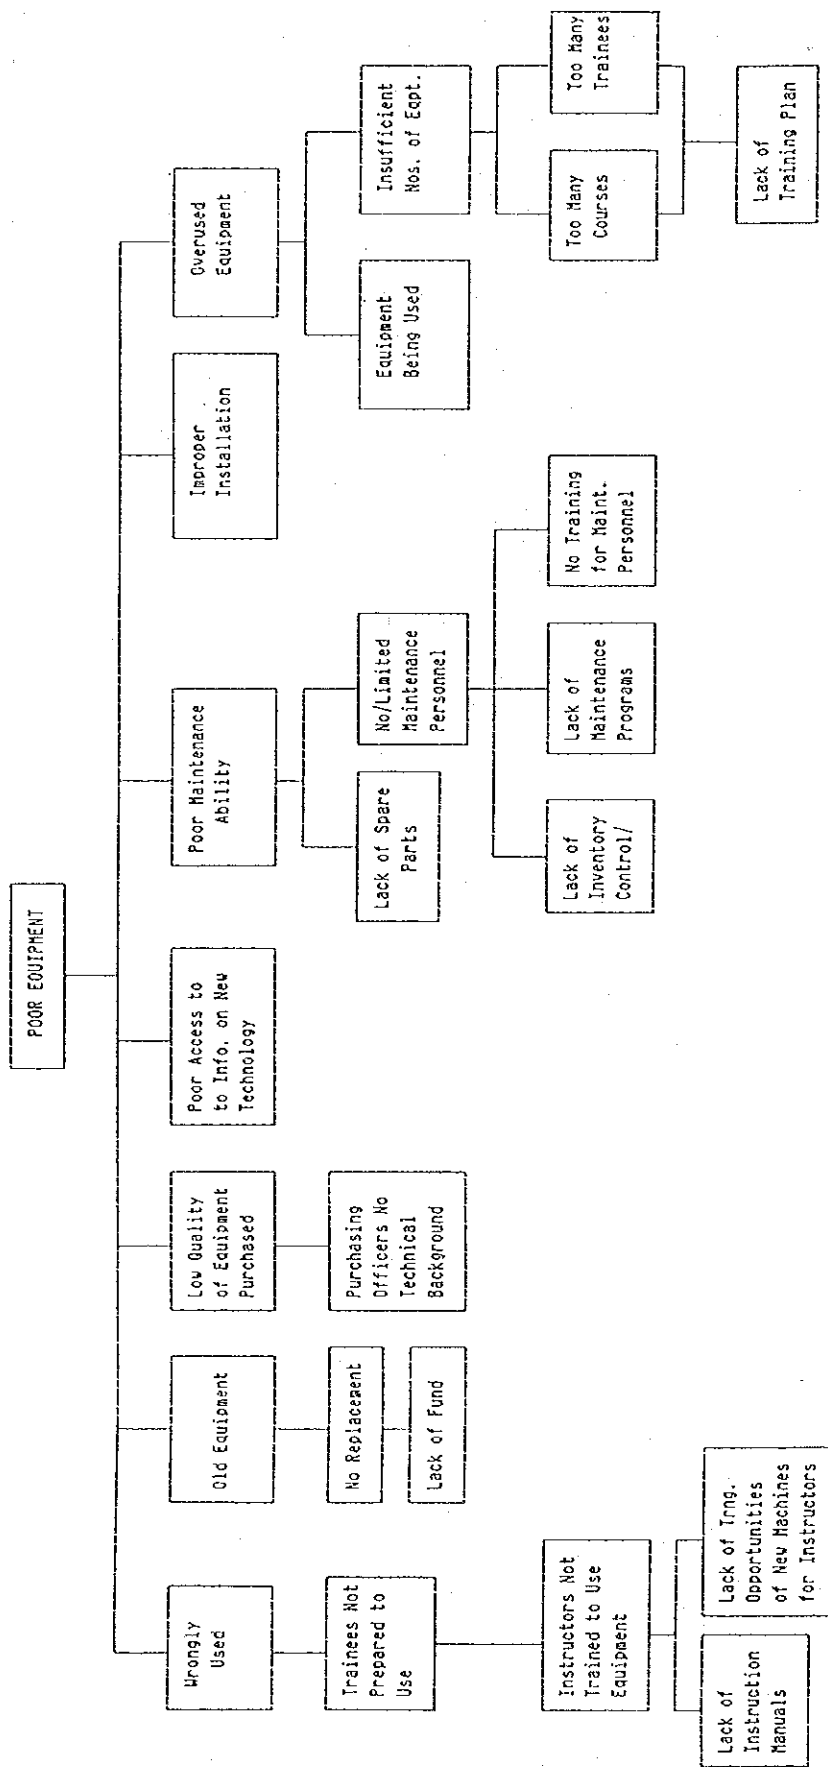 POOR EQUIPMENT
Wrongly
Used
Old Equipment
Low Quality
of Equipment
Purchased
Poor Access to
to Info. on New
Technology
Poor Maintenance
Ability
Improper
Installation
Overused
Equipment
Trainees Not
Prepared to
Use
No Replacement
Lack of Fund
Purchasing
Officers No
Technical
Background
Lack of Spare
Parts
No/Limited
Maintenance
Personnel
Equipment
Being Used
Insufficient
Nos. of Eqpt.
Instructors Not
Trained to Use
Equipment
Lack of
Inventory
Control/
Lack of
Maintenance
Programs
No Training
for Maint.
Personnel
Too Many
Courses
Too Many
Trainees
Lack of
Instruction
Manuals
Lack of Trng.
Opportunities
of New Machines
for Instructors
Lack of
Training Plan